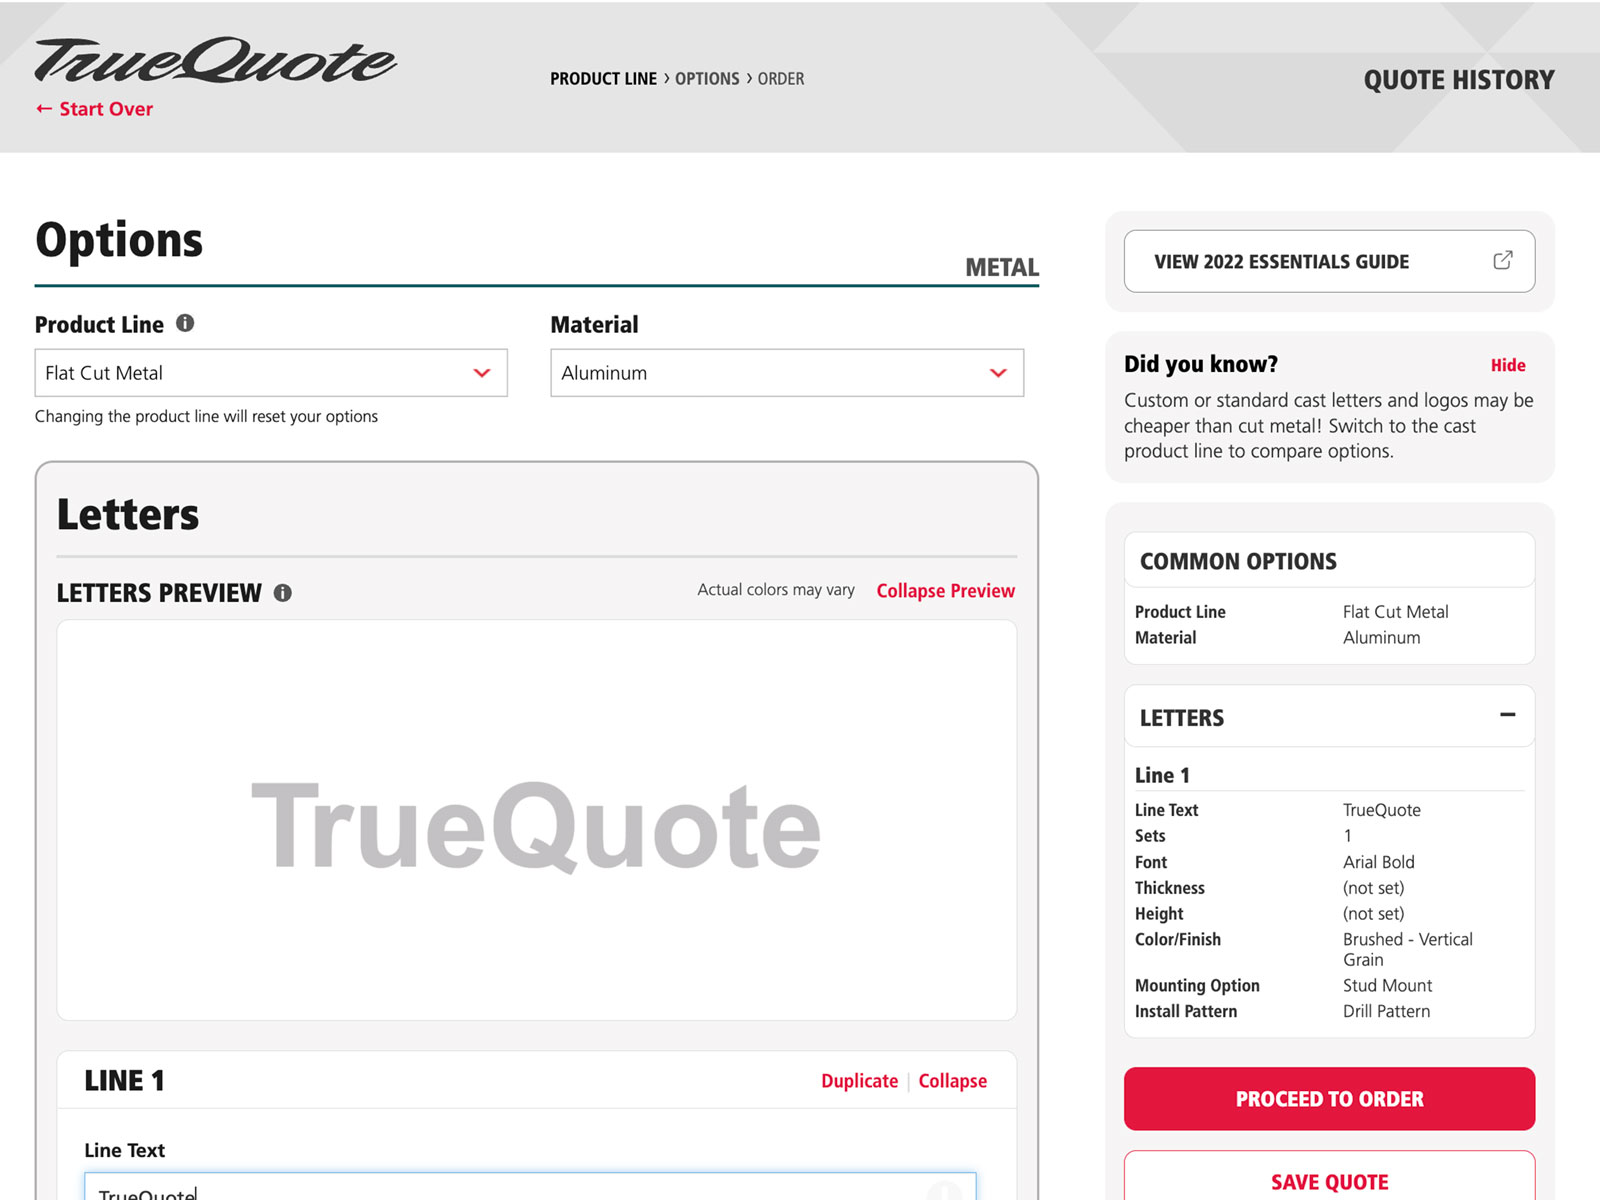 TrueQuote
← Start Over
PRODUCT LINE › OPTIONS › ORDER
QUOTE HISTORY
Options
METAL
Product Line
Flat Cut Metal
Changing the product line will reset your options
Material
Aluminum
Letters
LETTERS PREVIEW
Actual colors may vary
Collapse Preview
TrueQuote
LINE 1
Duplicate | Collapse
Line Text
TrueQuote
VIEW 2022 ESSENTIALS GUIDE
Did you know?
Hide
Custom or standard cast letters and logos may be
cheaper than cut metal! Switch to the cast
product line to compare options.
COMMON OPTIONS
Product Line Flat Cut Metal
Material Aluminum
LETTERS
Line 1
Line Text TrueQuote
Sets 1
Font Arial Bold
Thickness (not set)
Height (not set)
Color/Finish Brushed - Vertical
Grain
Mounting Option Stud Mount
Install Pattern Drill Pattern
PROCEED TO ORDER
SAVE QUOTE